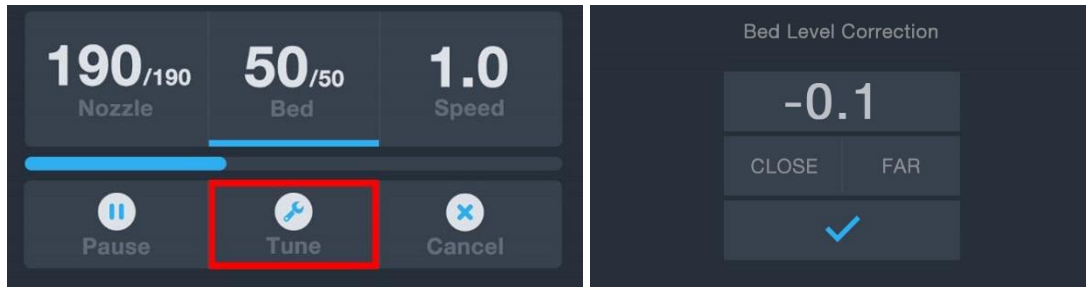 190/190 50/50 1.0
Nozzle Bed Speed
Pause Tune Cancel
Bed Level Correction
-0.1
CLOSE FAR